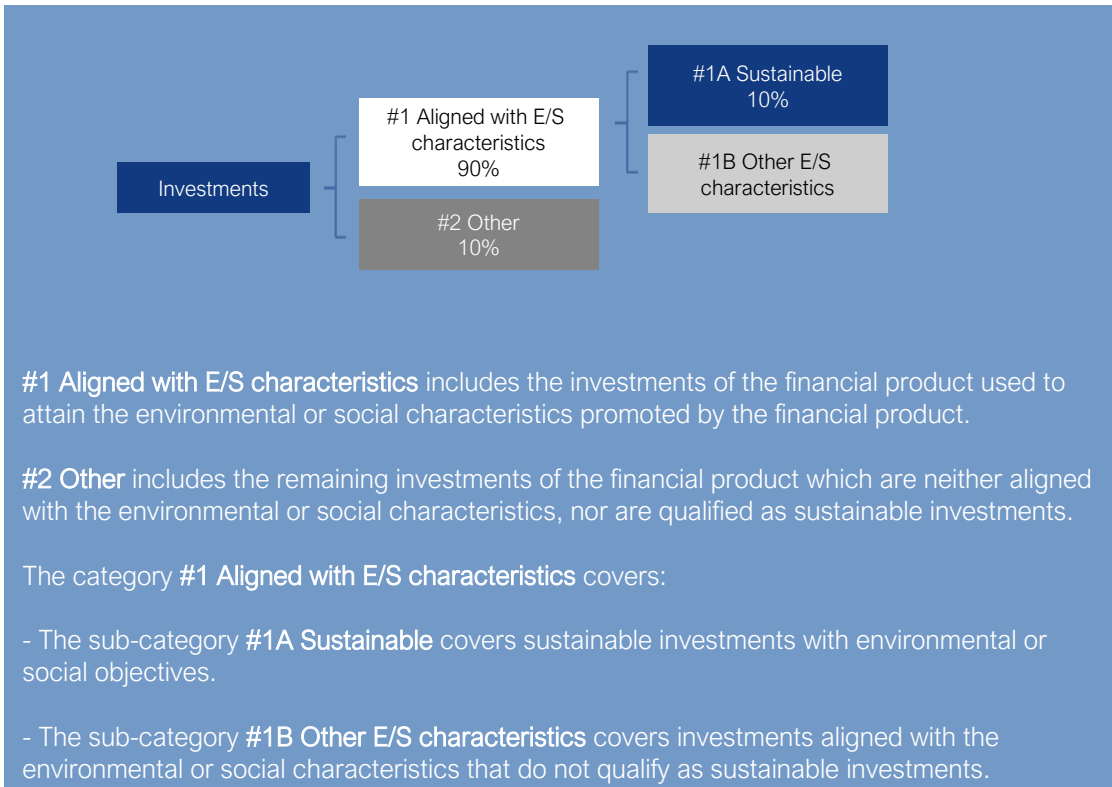 #1A Sustainable
10%
#1 Aligned with E/S
characteristics
90%
#1B Other E/S
characteristics
Investments
#2 Other
10%
#1 Aligned with E/S characteristics includes the investments of the financial product used to
attain the environmental or social characteristics promoted by the financial product.
#2 Other includes the remaining investments of the financial product which are neither aligned
with the environmental or social characteristics, nor are qualified as sustainable investments.
The category #1 Aligned with E/S characteristics covers:
- The sub-category #1A Sustainable covers sustainable investments with environmental or
social objectives.
- The sub-category #1B Other E/S characteristics covers investments aligned with the
environmental or social characteristics that do not qualify as sustainable investments.